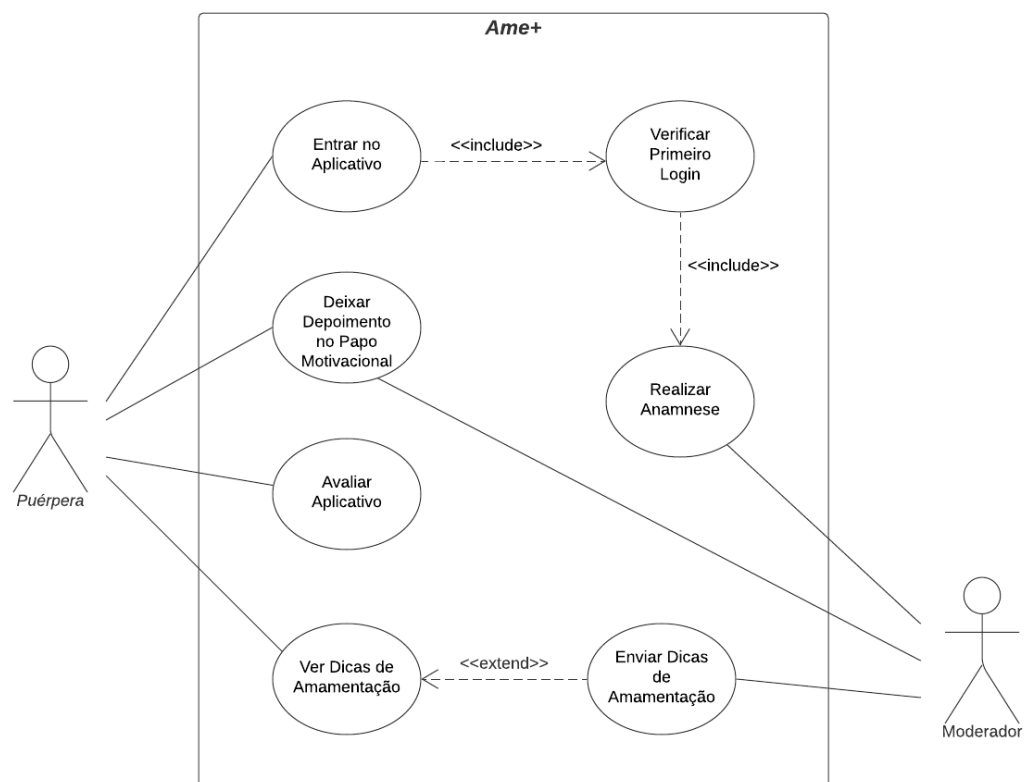 Ame+
Entrar no
Aplicativo
<<include>>
Verificar
Primeiro
Login
<<include>>
Deixar
Depoimento
no Papo
Motivacional
Realizar
Anamnese
Puérpera
Avaliar
Aplicativo
Ver Dicas de
Amamentação
<<extend>>
Enviar Dicas
de
Amamentação
Moderador